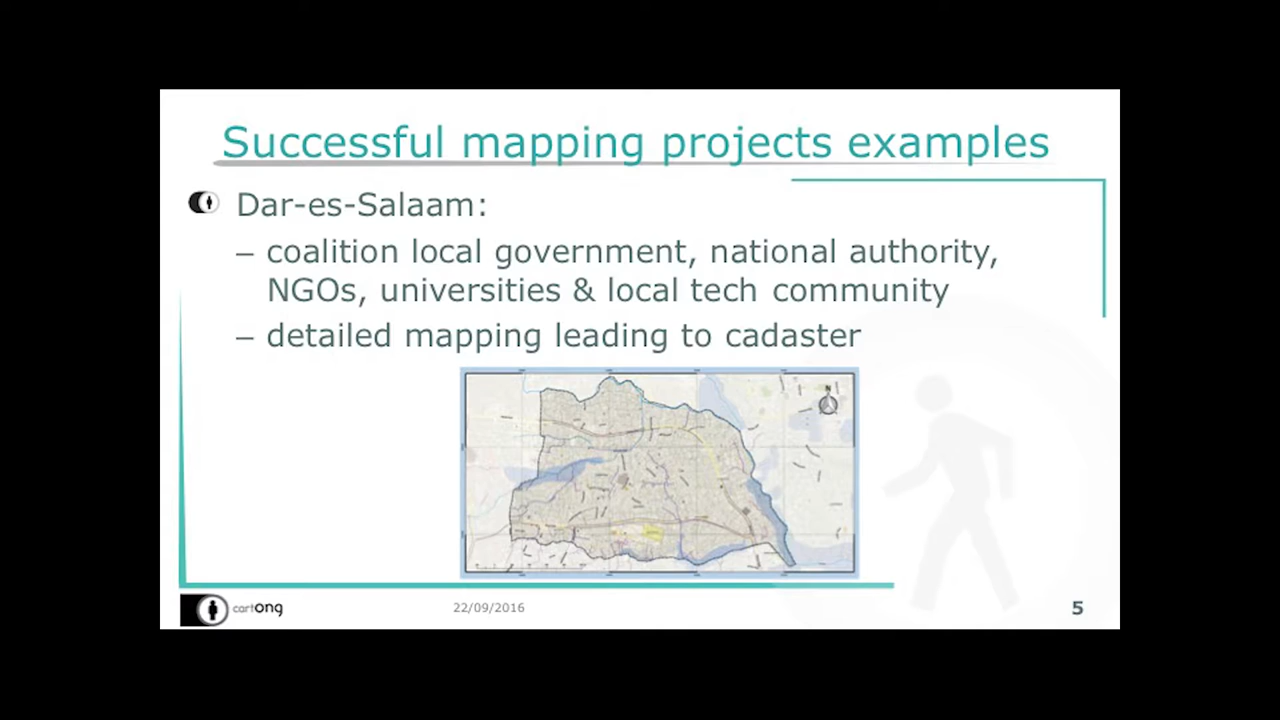 Successful mapping projects examples
Dar-es-Salaam:
– coalition local government, national authority,
NGOs, universities & local tech community
– detailed mapping leading to cadaster
N
cartONG
22/09/2016
5